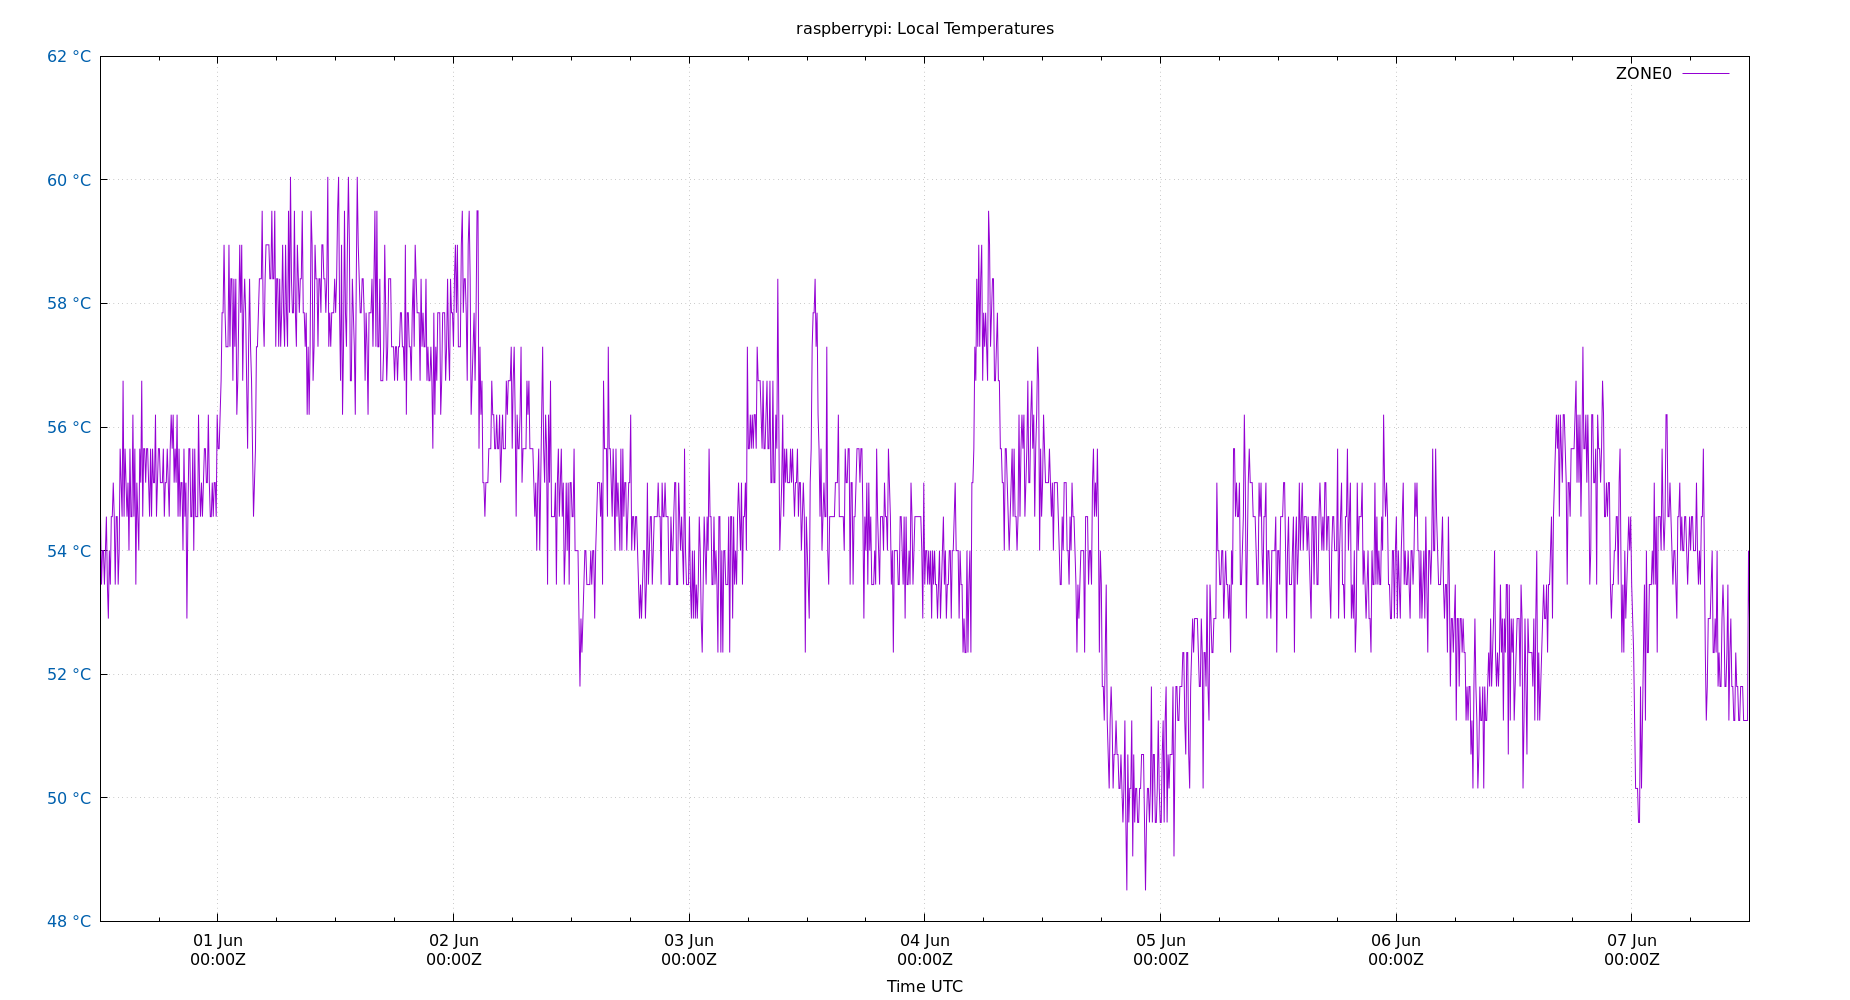 raspberrypi: Local Temperatures
62 °C
ZONE0
60 °C
58 °C
56 °C
54 °C
52 °C
50 °C
48 °C
01 Jun 02 Jun 03 Jun 04 Jun 05 Jun 06 Jun 07 Jun
00:00Z 00:00Z 00:00Z 00:00Z 00:00Z 00:00Z 00:00Z
Time UTC